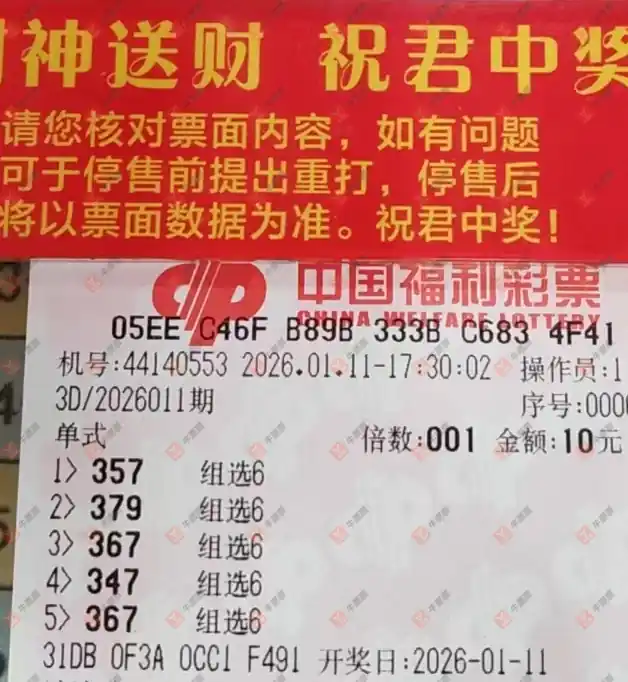 财神送财 祝君中奖
请您核对票面内容，如有问题
可于停售前提出重打，停售后
将以票面数据为准。祝君中奖！
中国福利彩票
CHINA WELFARE LOTTERY
05EE C46F B89B 333B C683 4F41
机号:44140553 2026.01.11-17:30:02 操作员:1
3D/2026011期 序号:0000
单式 倍数:001 金额:10元
1> 357 组选6
2> 379 组选6
3> 367 组选6
4> 347 组选6
5> 367 组选6
31DB 0F3A 0CC1 F491 开奖日:2026-01-11